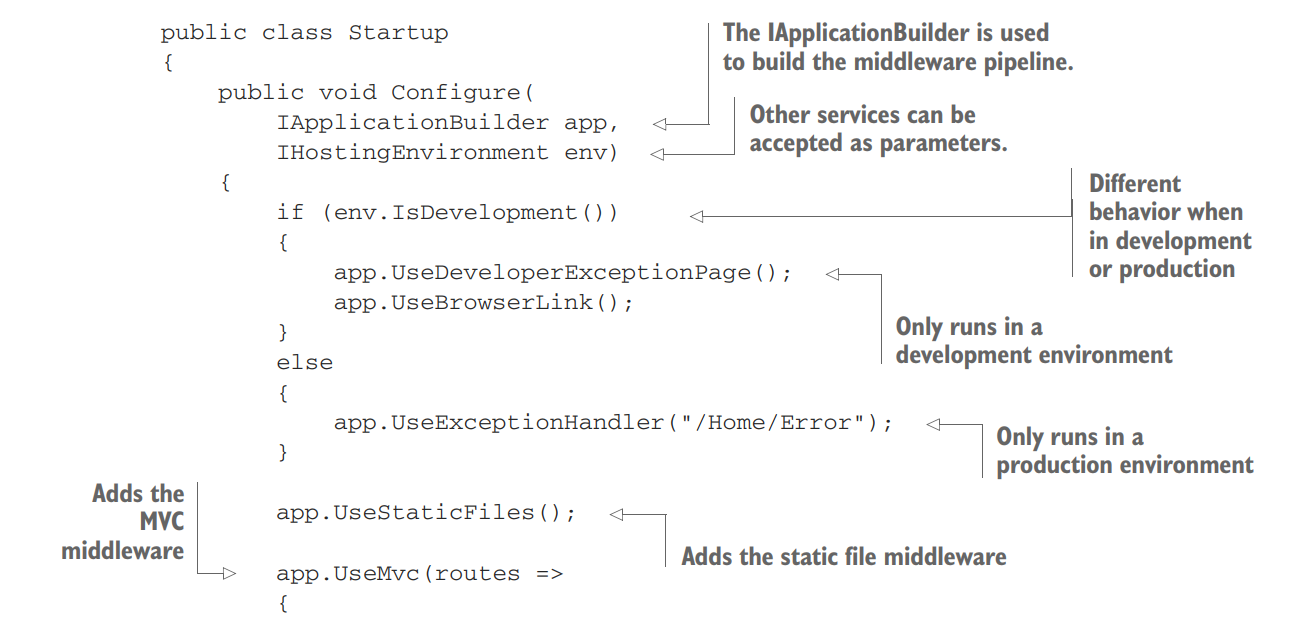 public class Startup
{
public void Configure(
IApplicationBuilder app,
IHostingEnvironment env)
{
if (env.IsDevelopment())
{
app.UseDeveloperExceptionPage();
app.UseBrowserLink();
}
else
{
app.UseExceptionHandler("/Home/Error");
}
app.UseStaticFiles();
app.UseMvc(routes =>
{
The IApplicationBuilder is used
to build the middleware pipeline.
Other services can be
accepted as parameters.
Different
behavior when
in development
or production
Only runs in a
development environment
Only runs in a
production environment
Adds the
MVC
middleware
Adds the static file middleware